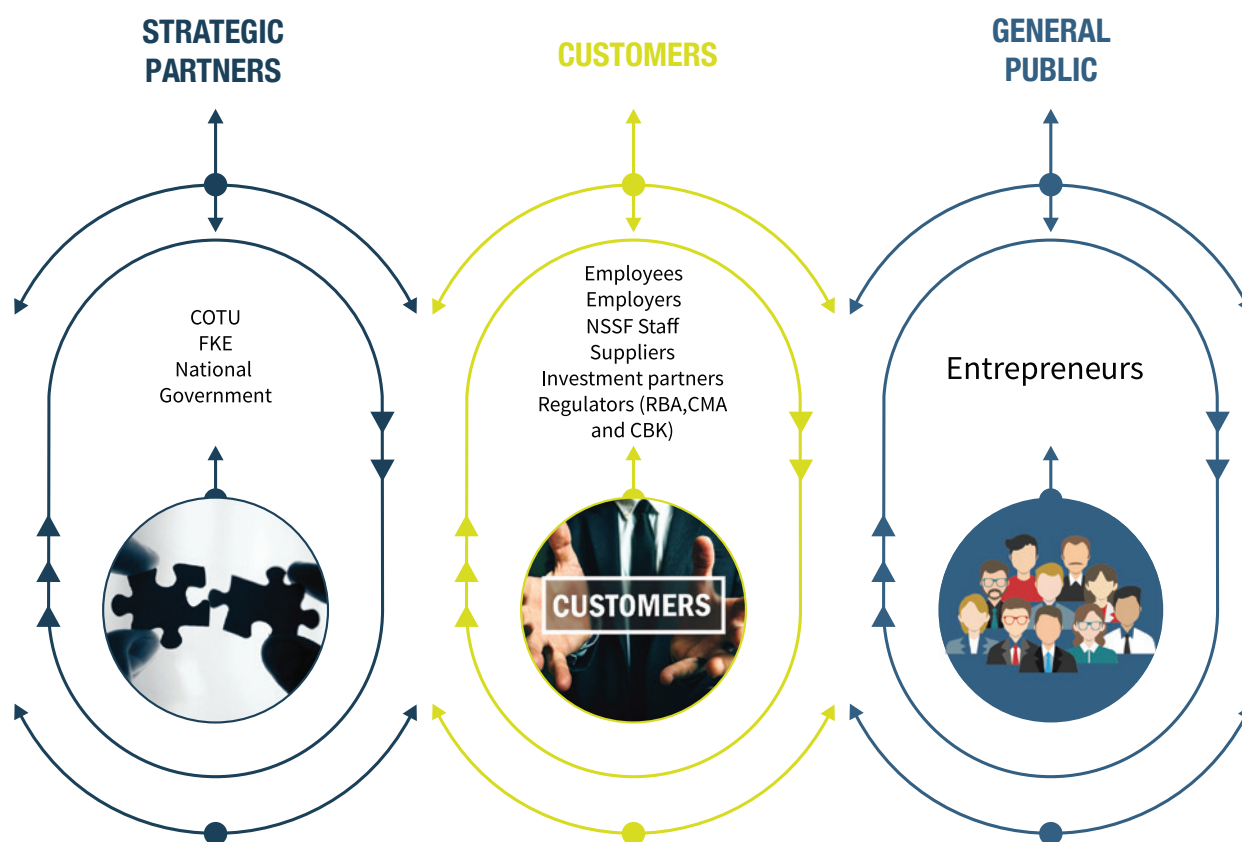 STRATEGIC
PARTNERS
COTU
FKE
National
Government
CUSTOMERS
Employees
Employers
NSSF Staff
Suppliers
Investment partners
Regulators (RBA,CMA
and CBK)
CUSTOMERS
GENERAL
PUBLIC
Entrepreneurs